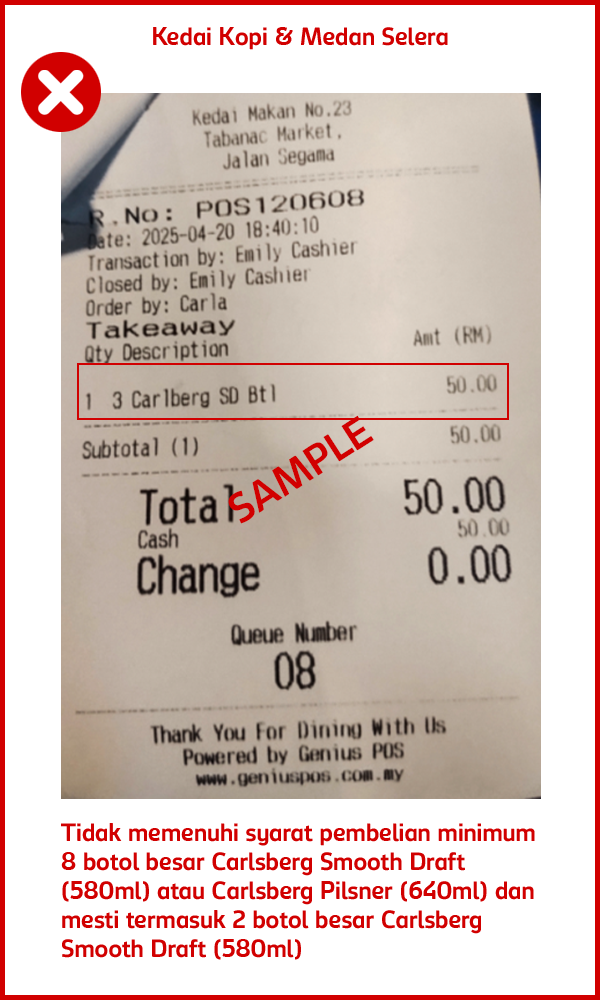 Kedai Kopi & Medan Selera
Kedai Makan No.23
Tabanac Market,
Jalan Segama
R.No: POS120608
Date: 2025-04-20 18:40:10
Transaction by: Emily Cashier
Closed by: Emily Cashier
Order by: Carla
Takeaway
Amt (RM)
Qty Description
1 3 Carlberg SD Btl 50.00
Subtotal (1) 50.00
SAMPLE
Total 50.00
Cash 50.00
Change 0.00
Queue Number
08
Thank You For Dining With Us
Powered by Genius POS
www.geniuspos.com.my
Tidak memenuhi syarat pembelian minimum
8 botol besar Carlsberg Smooth Draft
(580ml) atau Carlsberg Pilsner (640ml) dan
mesti termasuk 2 botol besar Carlsberg
Smooth Draft (580ml)